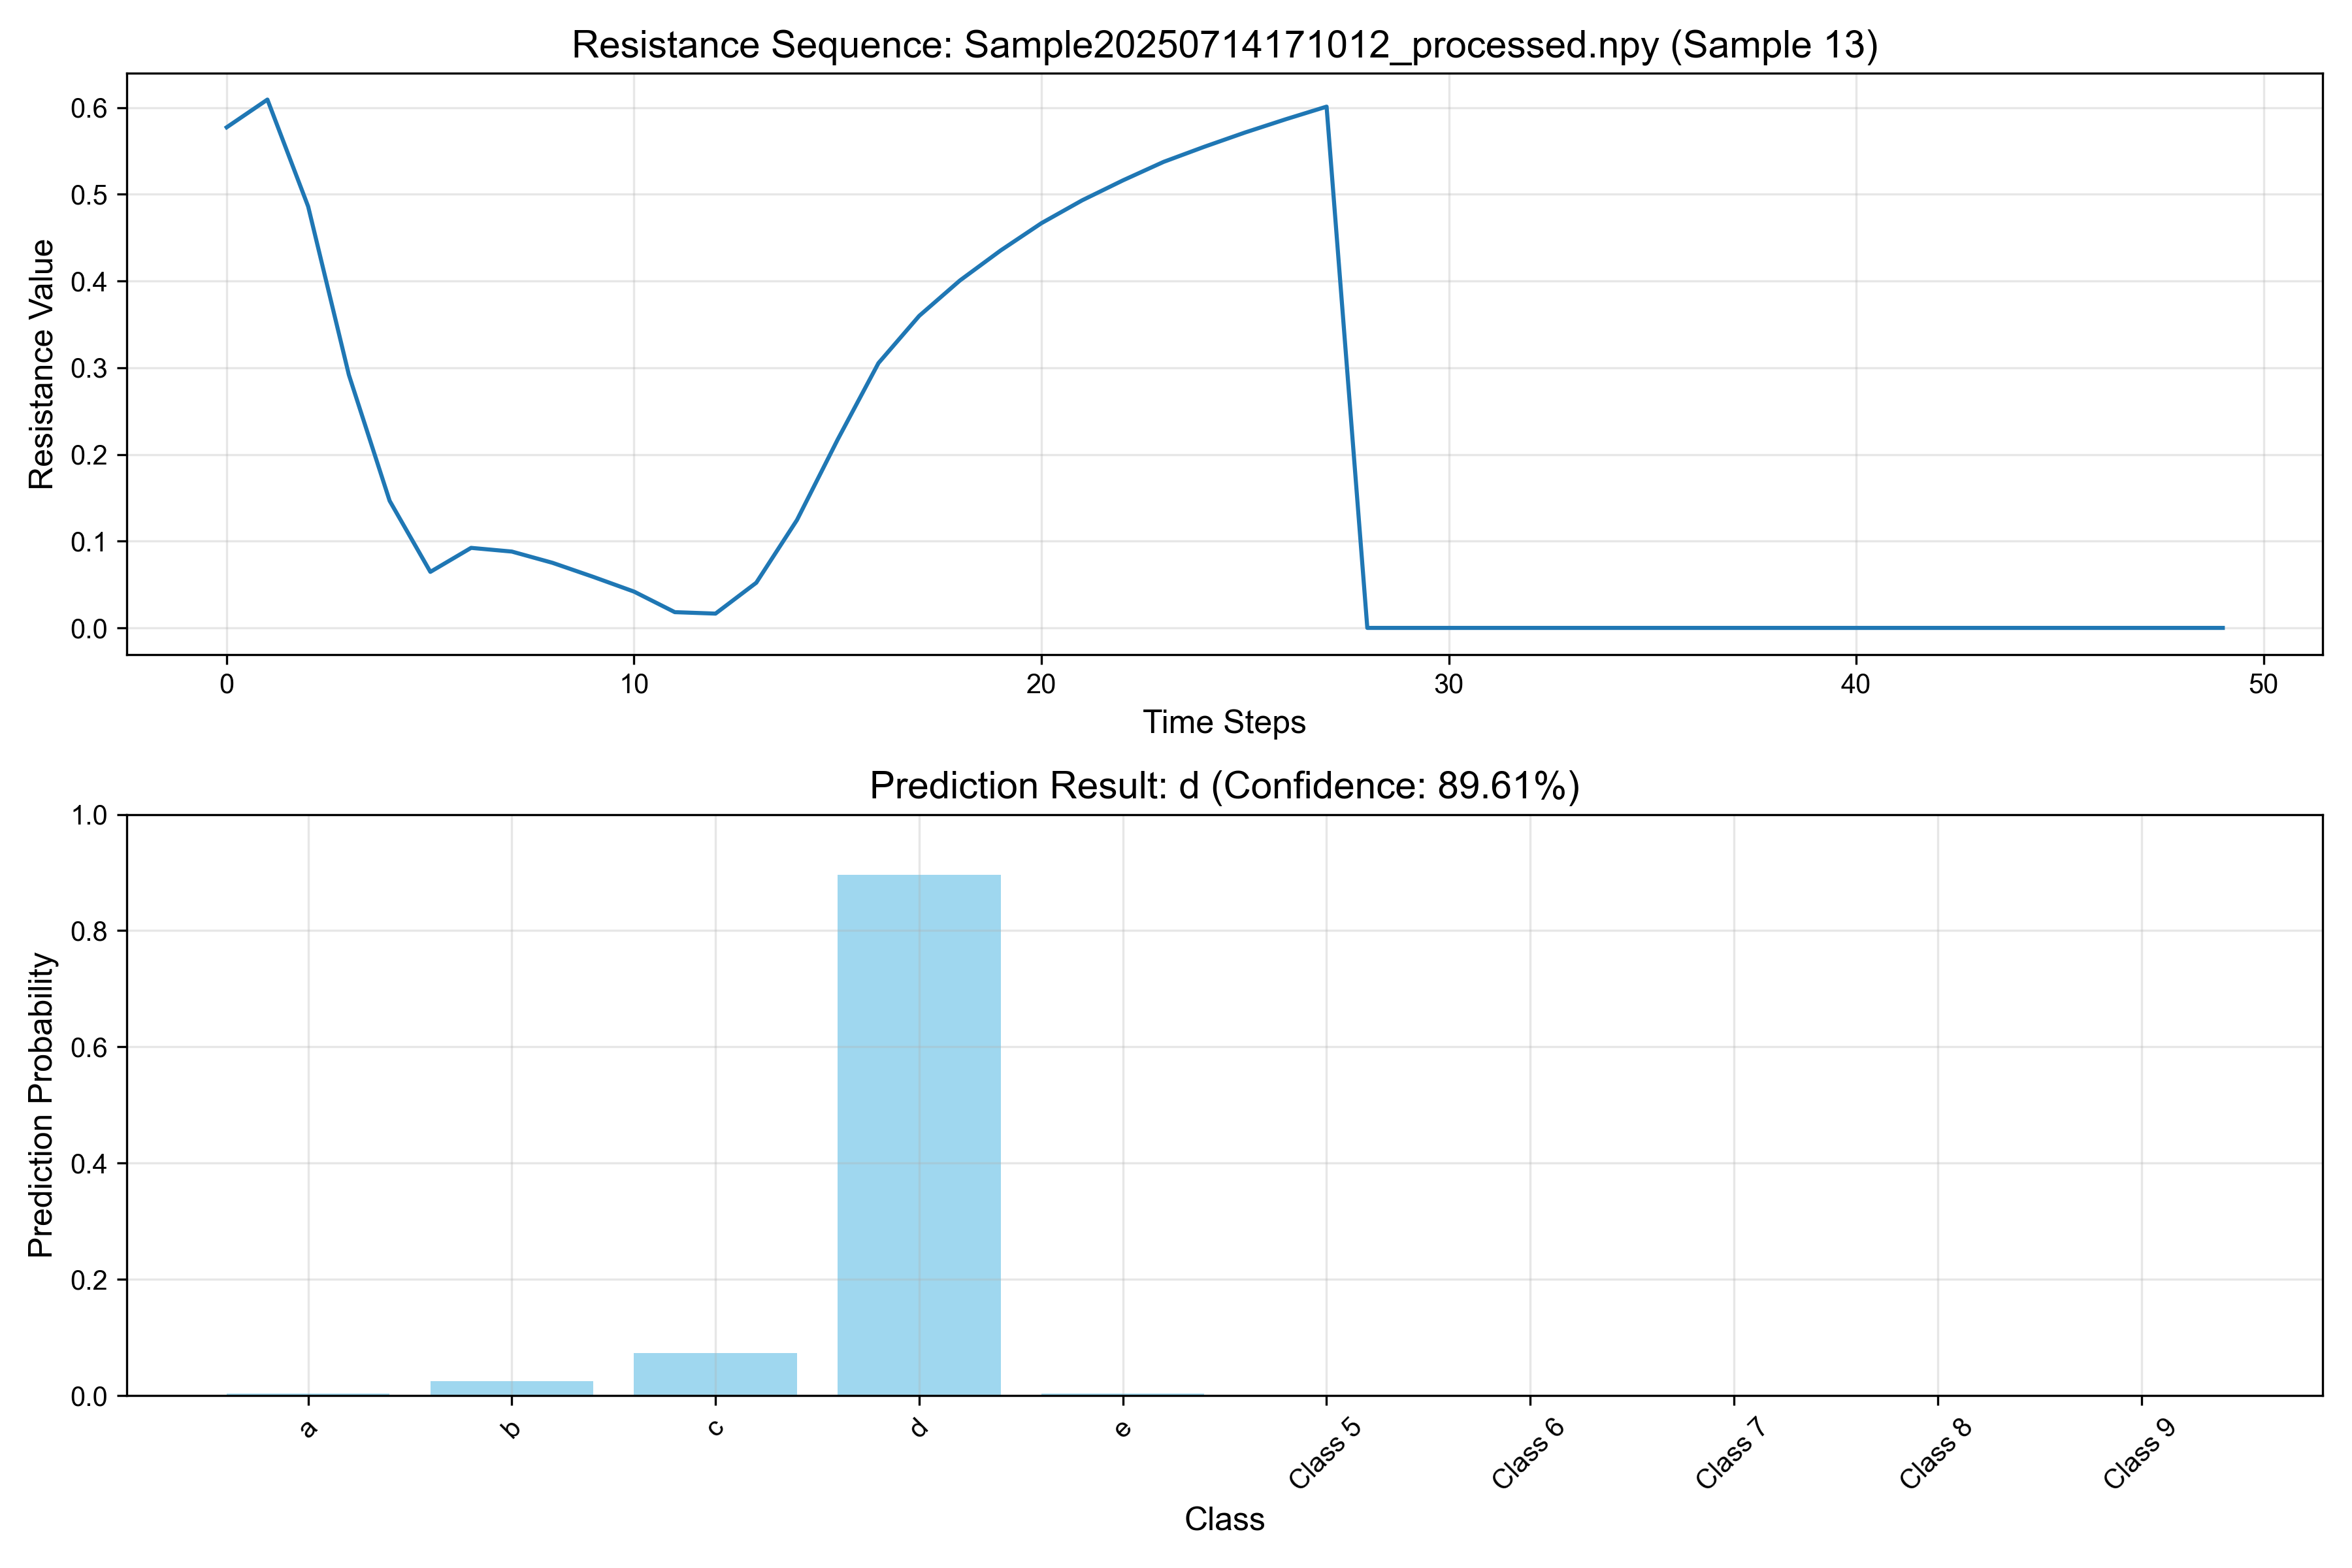 Resistance Sequence: Sample20250714171012_processed.npy (Sample 13)
Resistance Value
0.6
0.5
0.4
0.3
0.2
0.1
0.0
0 10 20 30 40 50
Time Steps
Prediction Result: d (Confidence: 89.61%)
Prediction Probability
1.0
0.8
0.6
0.4
0.2
0.0
a b c d e Class 5 Class 6 Class 7 Class 8 Class 9
Class